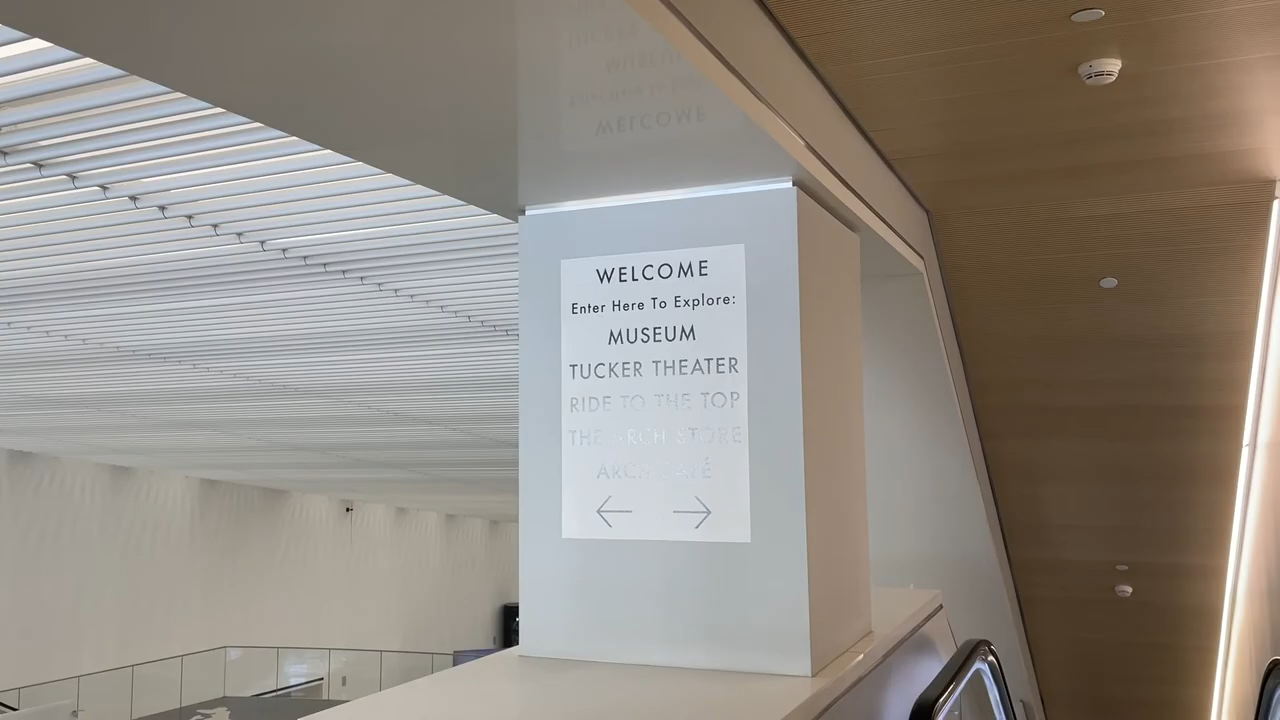 WELCOME
Enter Here To Explore:
MUSEUM
TUCKER THEATER
RIDE TO THE TOP
THE ARCH STORE
ARCH CAFÉ